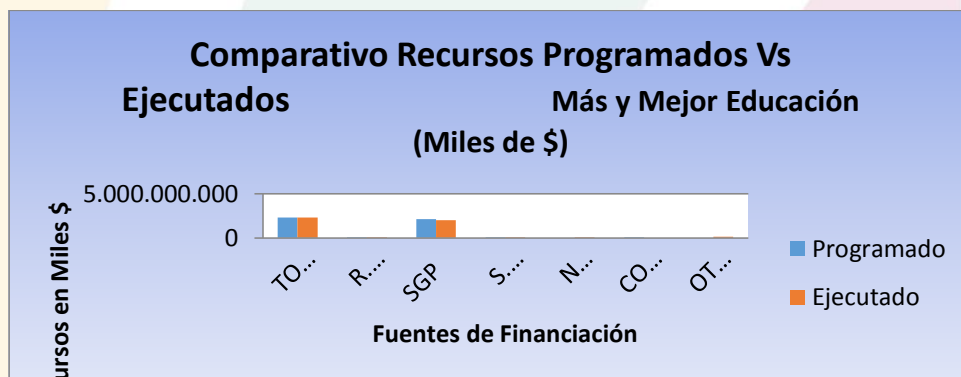 Comparativo Recursos Programados Vs
Ejecutados Más y Mejor Educación
(Miles de $)
ursos en Miles $
5.000.000.000
0
TO...
R....
SGP
S....
N...
CO...
OT...
Programado
Ejecutado
Fuentes de Financiación